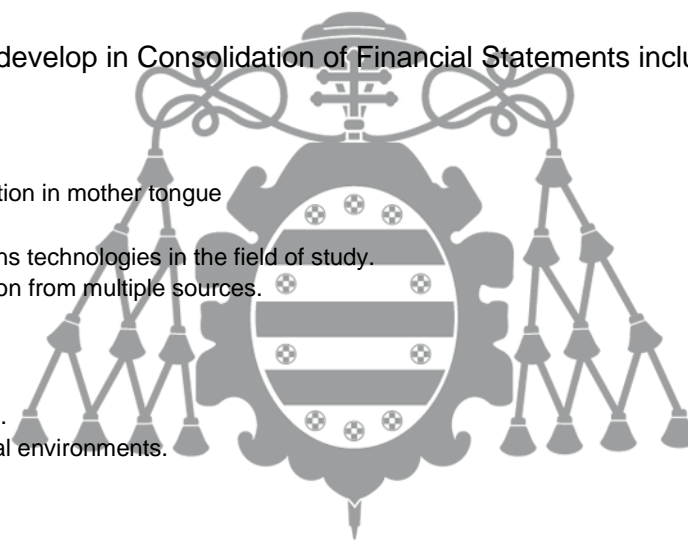 develop in Consolidation of Financial Statements inclu
tion in mother tongue
ns technologies in the field of study.
on from multiple sources.
.
al environments.